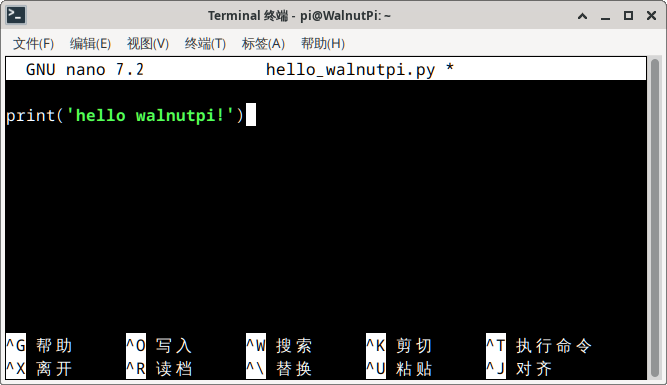 Terminal 终端 - pi@WalnutPi: ~
文件(F) 编辑(E) 视图(V) 终端(T) 标签(A) 帮助(H)
GNU nano 7.2 hello_walnutpi.py *
print('hello walnutpi!')
^G 帮助 ^O 写入 ^W 搜索 ^K 剪切 ^T 执行命令
^X 离开 ^R 读档 ^\ 替换 ^U 粘贴 ^J 对齐